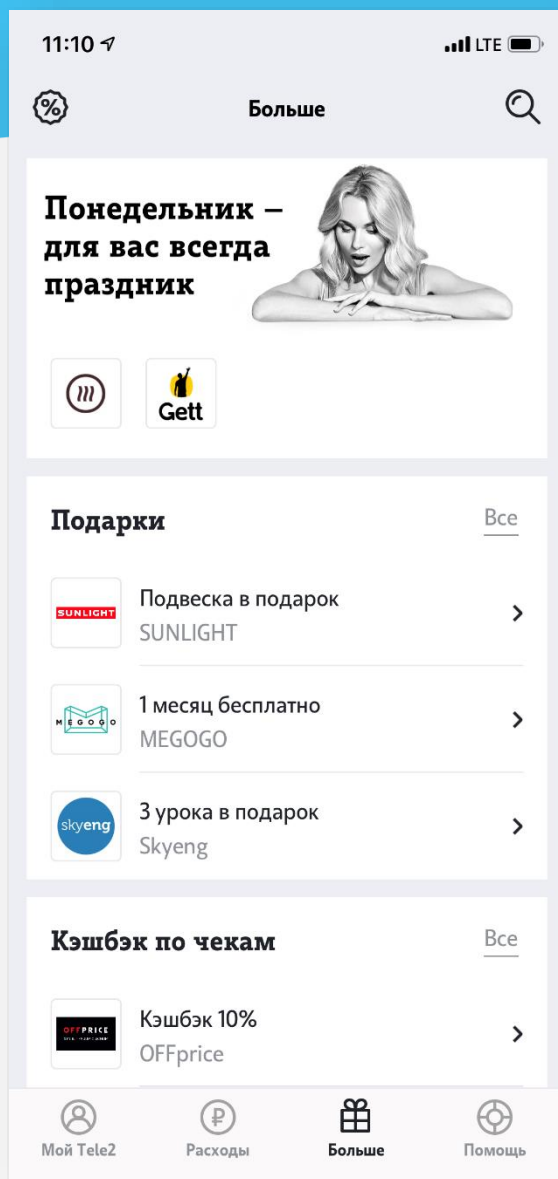 11:10
LTE
Больше
Понедельник –
для вас всегда
праздник
Gett
Подарки
Все
SUNLIGHT
Подвеска в подарок
SUNLIGHT
MEGOGO
1 месяц бесплатно
MEGOGO
skyeng
3 урока в подарок
Skyeng
Кэшбэк по чекам
Все
OFFPRICE
Кэшбэк 10%
OFFprice
Мой Tele2
Расходы
Больше
Помощь